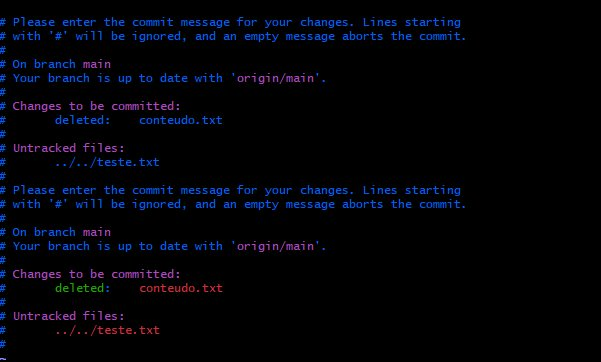 # Please enter the commit message for your changes. Lines starting
# with '#' will be ignored, and an empty message aborts the commit.
#
# On branch main
# Your branch is up to date with 'origin/main'.
#
# Changes to be committed:
#       deleted:    conteudo.txt
#
# Untracked files:
#       ../../teste.txt
#
# Please enter the commit message for your changes. Lines starting
# with '#' will be ignored, and an empty message aborts the commit.
#
# On branch main
# Your branch is up to date with 'origin/main'.
#
# Changes to be committed:
#       deleted:    conteudo.txt
#
# Untracked files:
#       ../../teste.txt
#
~